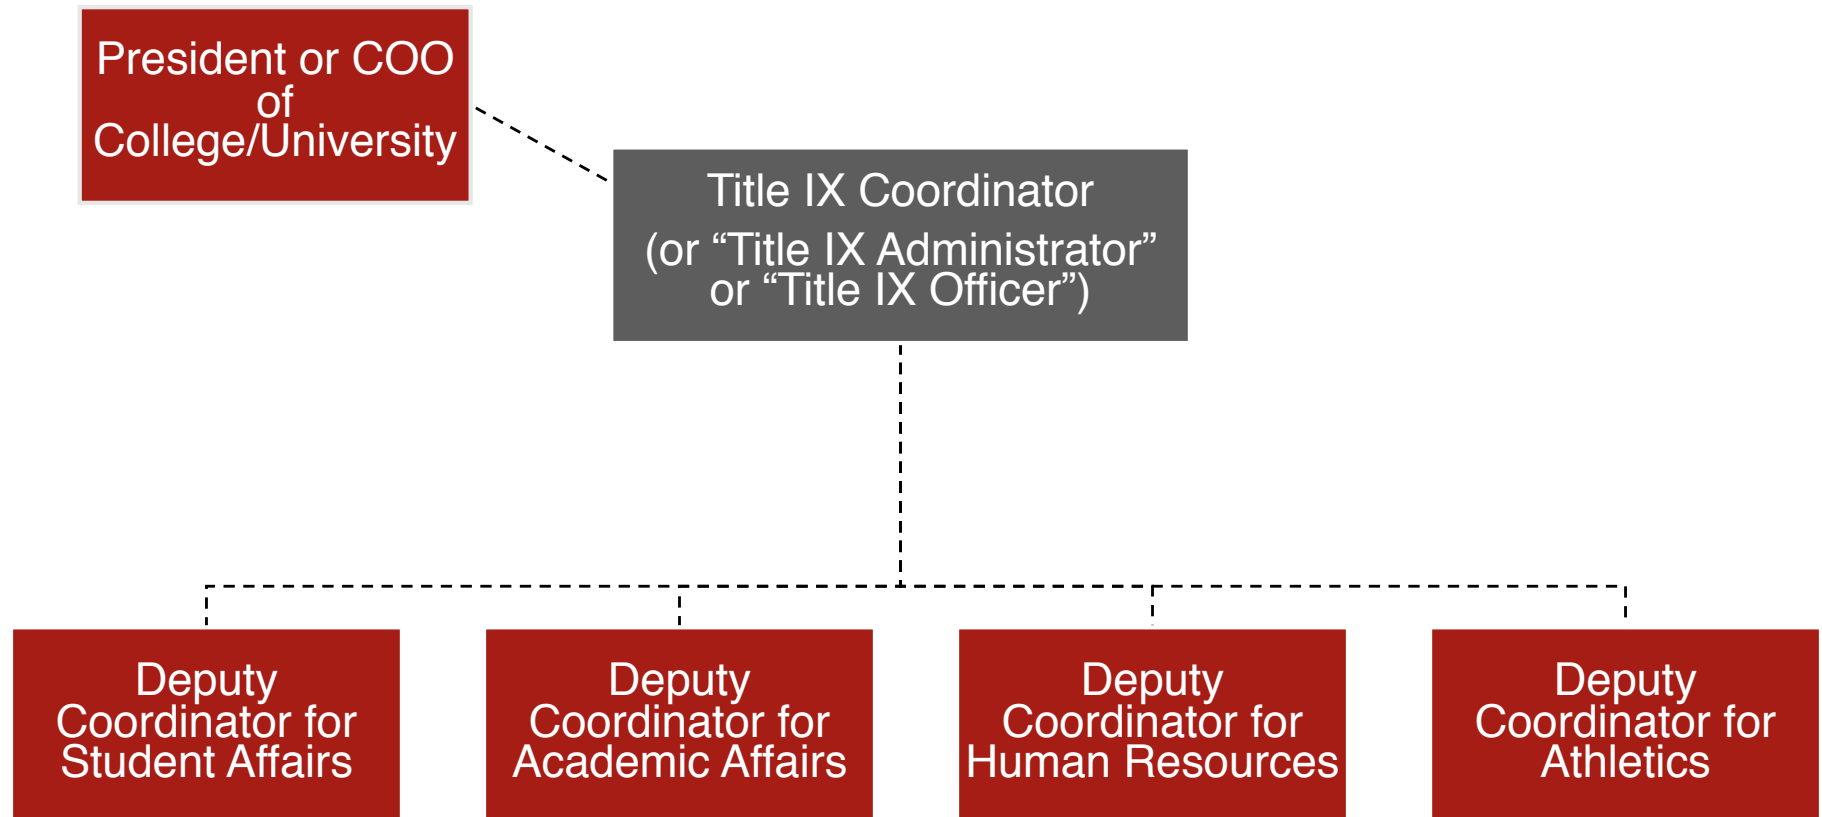 President or COO
of
College/University
Title IX Coordinator
(or “Title IX Administrator”
or “Title IX Officer”)
Deputy
Coordinator for
Student Affairs
Deputy
Coordinator for
Academic Affairs
Deputy
Coordinator for
Human Resources
Deputy
Coordinator for
Athletics